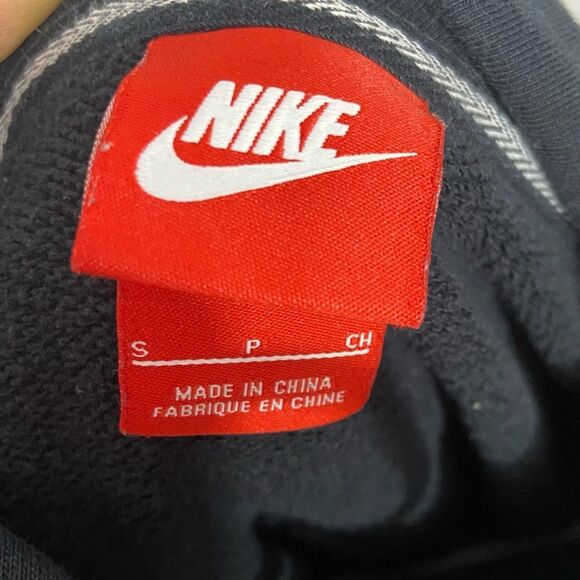 NIKE
S P CH
MADE IN CHINA
FABRIQUE EN CHINE